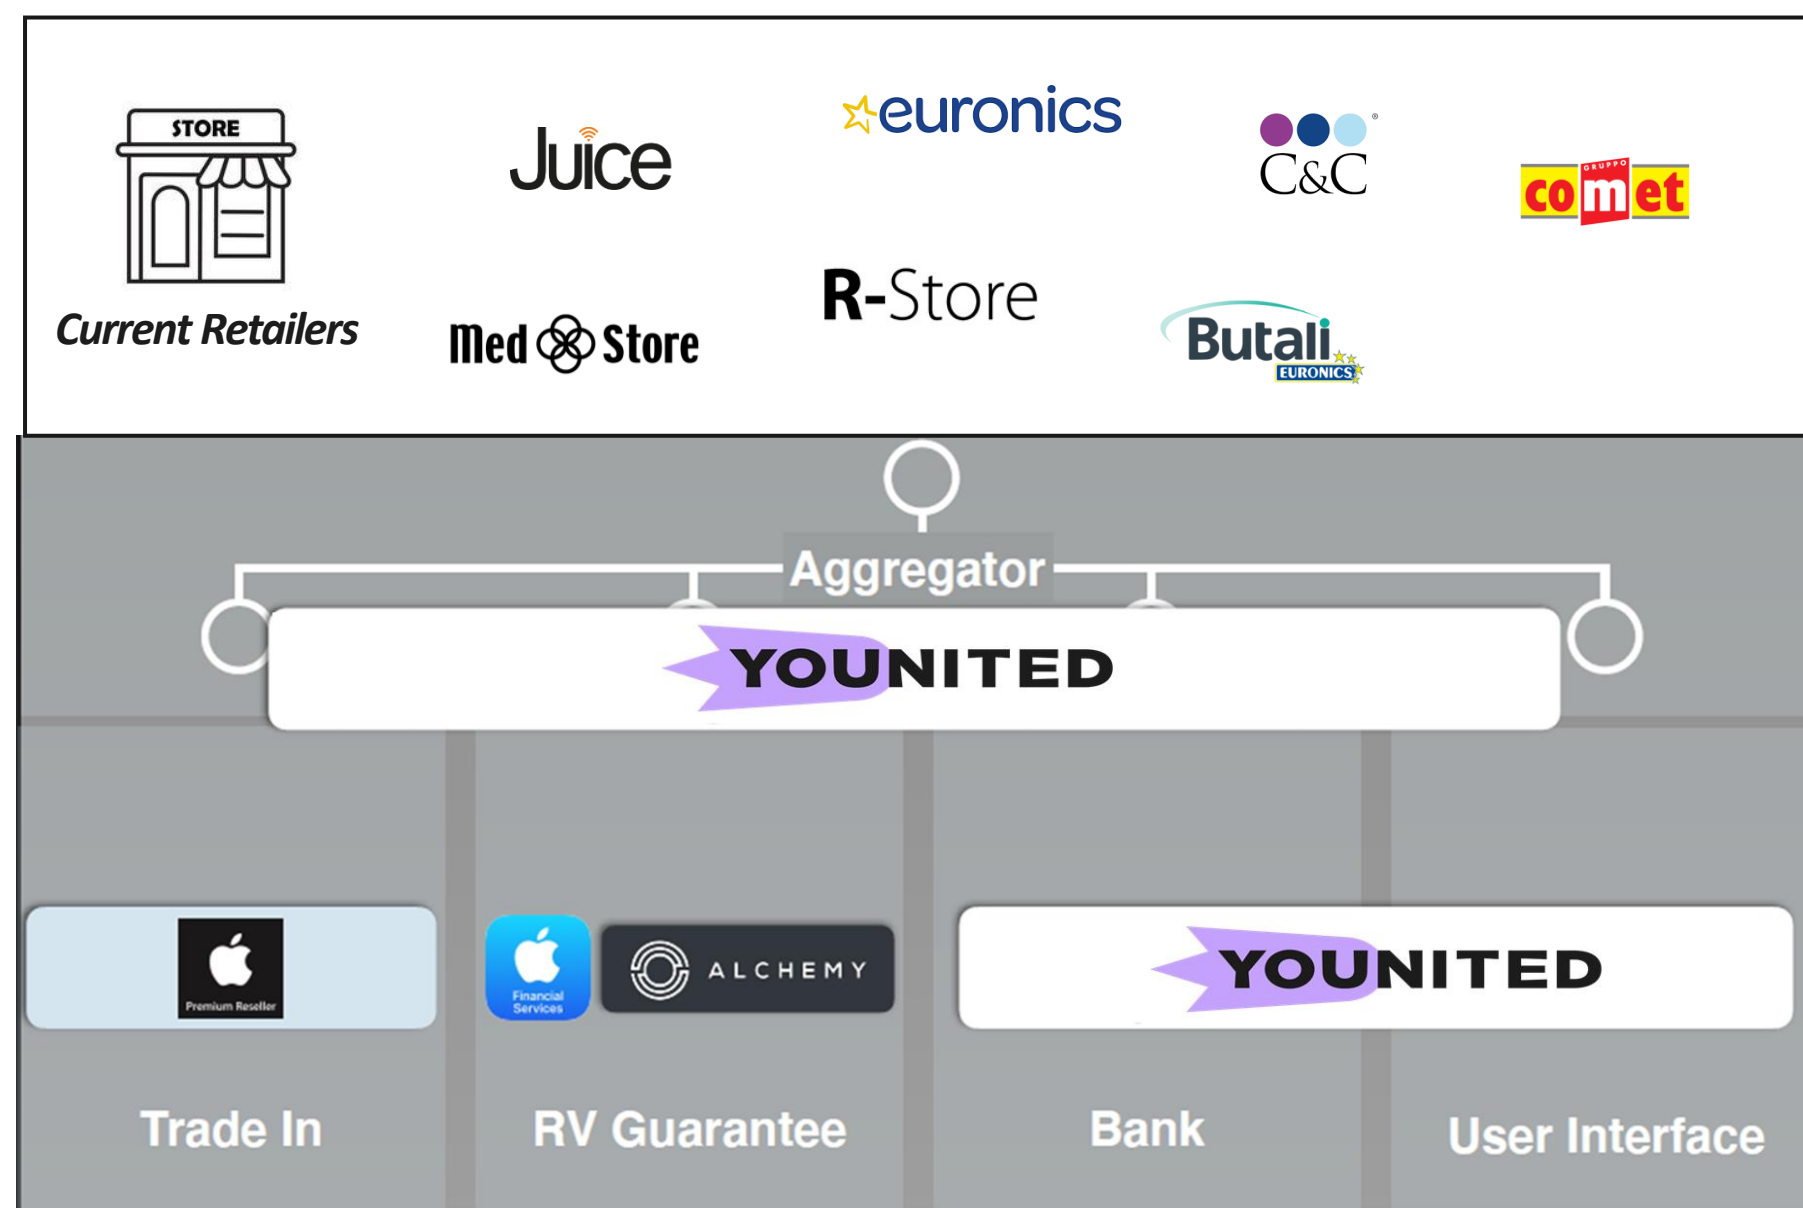 STORE
Current Retailers
Juice
euronics
C&C®
GRUPPO
comet
Med Store
R-Store
Butali
EURONICS
Aggregator
YOUNITED
Premium Reseller
Financial
Services
ALCHEMY
YOUNITED
Trade In
RV Guarantee
Bank
User Interface